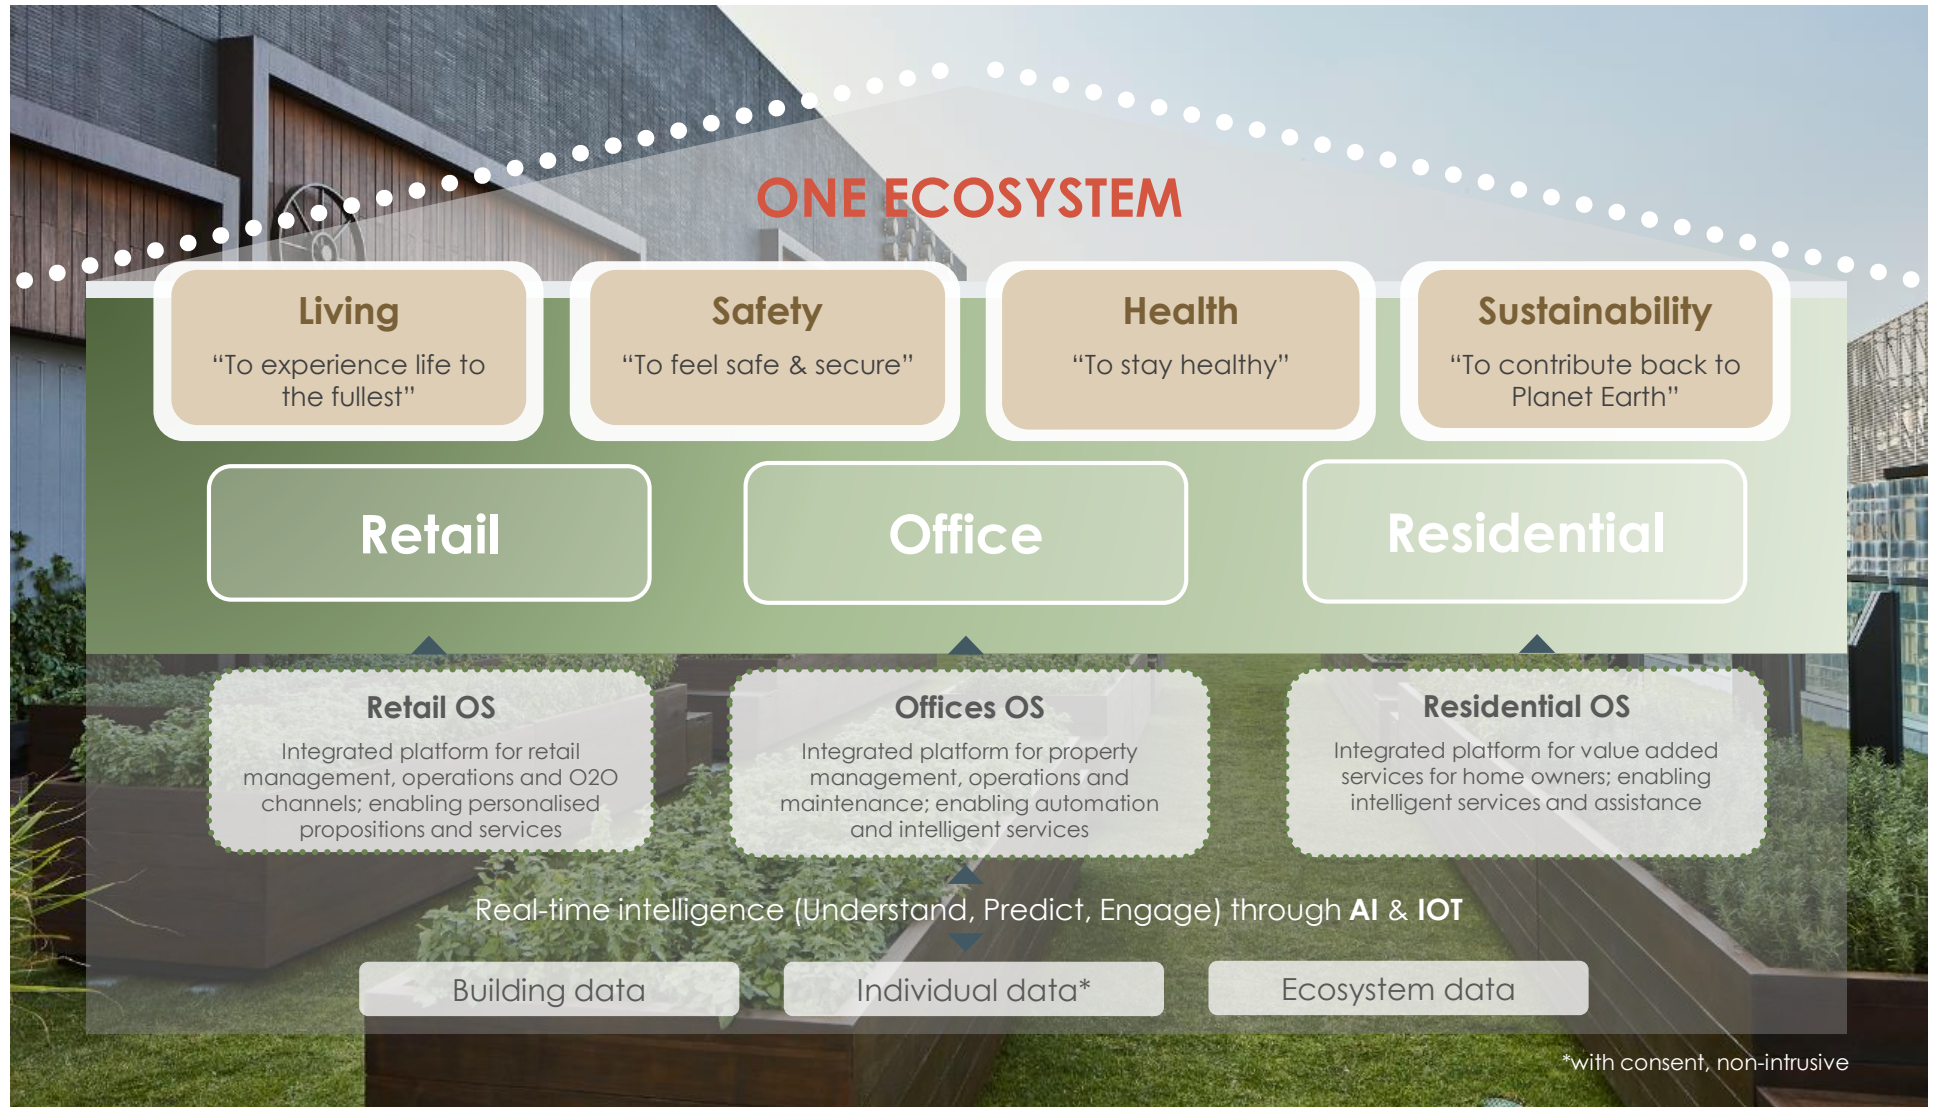 ONE ECOSYSTEM
Living
“To experience life to
the fullest”
Safety
“To feel safe & secure”
Health
“To stay healthy”
Sustainability
“To contribute back to
Planet Earth”
Retail
Office
Residential
Retail OS
Integrated platform for retail
management, operations and O2O
channels; enabling personalised
propositions and services
Offices OS
Integrated platform for property
management, operations and
maintenance; enabling automation
and intelligent services
Residential OS
Integrated platform for value added
services for home owners; enabling
intelligent services and assistance
Real-time intelligence (Understand, Predict, Engage) through AI & IOT
Building data
Individual data*
Ecosystem data
*with consent, non-intrusive